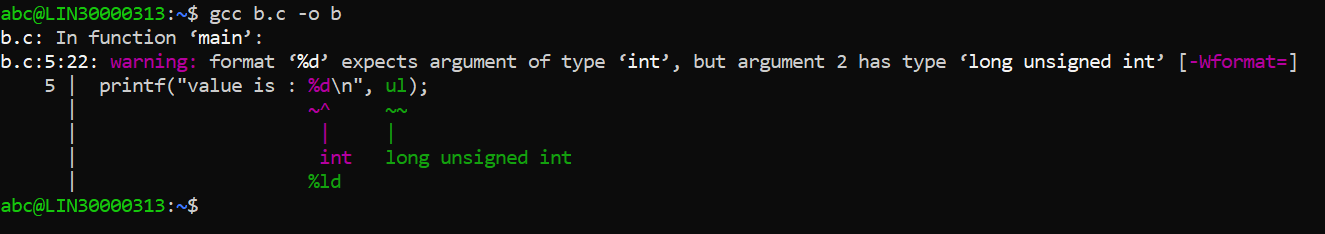 abc@LIN30000313:~$ gcc b.c -o b
b.c: In function ‘main’:
b.c:5:22: warning: format ‘%d’ expects argument of type ‘int’, but argument 2 has type ‘long unsigned int’ [-Wformat=]
    5 |  printf("value is : %d\n", ul);
      |                     ~^     ~~
      |                      |     |
      |                      int   long unsigned int
      |                     %ld
abc@LIN30000313:~$